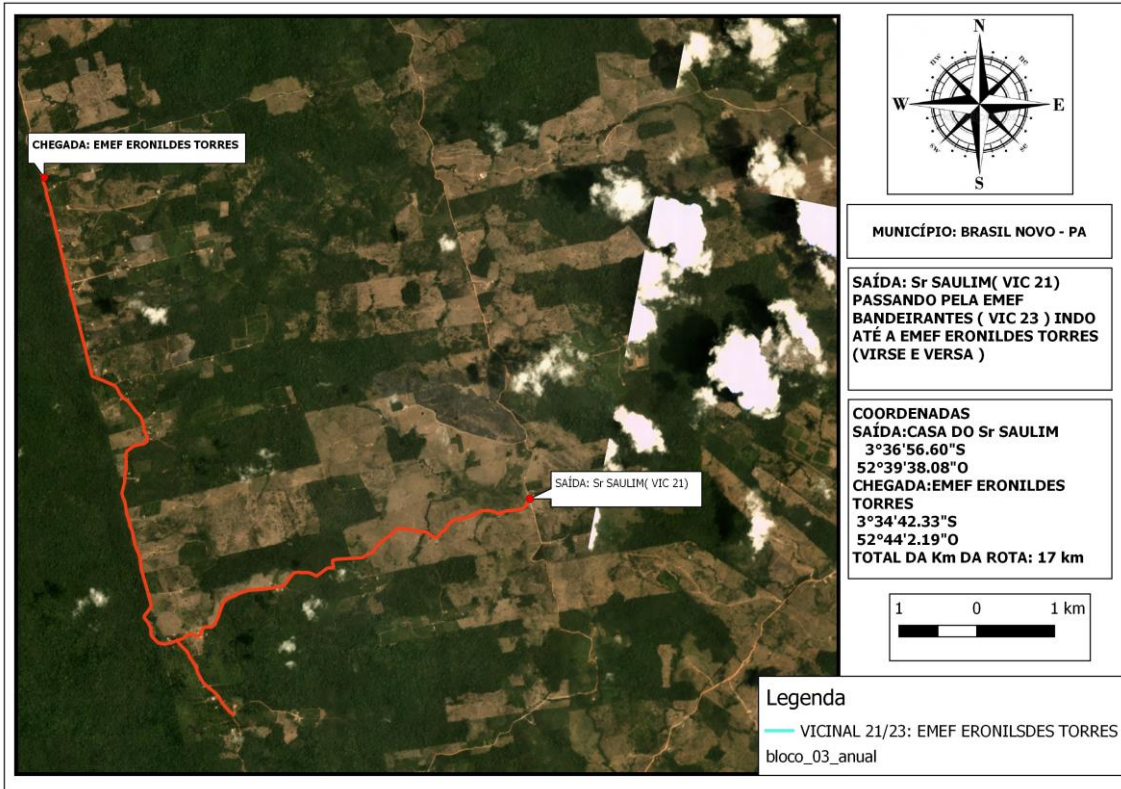 CHEGADA: EMEF ERONILDES TORRES
SAÍDA: Sr SAULIM( VIC 21)
N
nw
ne
W
E
sw
se
S
MUNICÍPIO: BRASIL NOVO - PA
SAÍDA: Sr SAULIM( VIC 21)
PASSANDO PELA EMEF
BANDEIRANTES ( VIC 23 ) INDO
ATÉ A EMEF ERONILDES TORRES
(VIRSE E VERSA )
COORDENADAS
SAÍDA:CASA DO Sr SAULIM
3°36'56.60"S
52°39'38.08"O
CHEGADA:EMEF ERONILDES
TORRES
3°34'42.33"S
52°44'2.19"O
TOTAL DA Km DA ROTA: 17 km
1 0 1 km
Legenda
VICINAL 21/23: EMEF ERONILSDES TORRES
bloco_03_anual